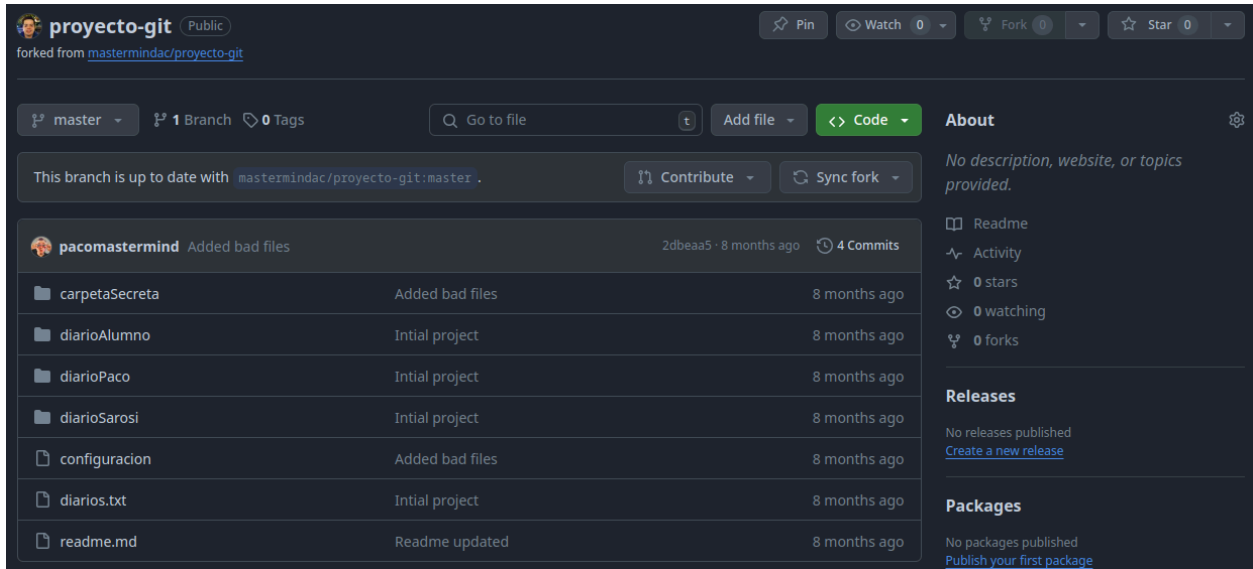 proyecto-git Public Pin Watch 0 Fork 0 Star 0
forked from mastermindac/proyecto-git
master 1 Branch 0 Tags Go to file t Add file <> Code
This branch is up to date with mastermindac/proyecto-git:master . Contribute Sync fork
pacomastermind Added bad files 2dbeaa5 · 8 months ago 4 Commits
carpetaSecreta Added bad files 8 months ago
diarioAlumno Intial project 8 months ago
diarioPaco Intial project 8 months ago
diarioSarosi Intial project 8 months ago
configuracion Added bad files 8 months ago
diarios.txt Intial project 8 months ago
readme.md Readme updated 8 months ago
About
No description, website, or topics
provided.
Readme
Activity
0 stars
0 watching
0 forks
Releases
No releases published
Create a new release
Packages
No packages published
Publish your first package